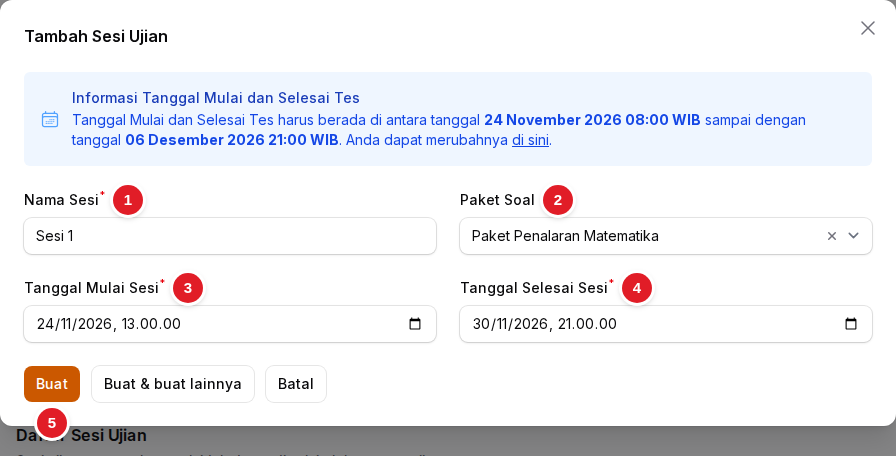 Tambah Sesi Ujian
Informasi Tanggal Mulai dan Selesai Tes
Tanggal Mulai dan Selesai Tes harus berada di antara tanggal 24 November 2026 08:00 WIB sampai dengan
tanggal 06 Desember 2026 21:00 WIB. Anda dapat merubahnya di sini.
Nama Sesi* 1
Paket Soal 2
Sesi 1
Paket Penalaran Matematika
Tanggal Mulai Sesi* 3
Tanggal Selesai Sesi* 4
24/11/2026, 13.00.00
30/11/2026, 21.00.00
Buat
Buat & buat lainnya
Batal
5
Sesi Ujian